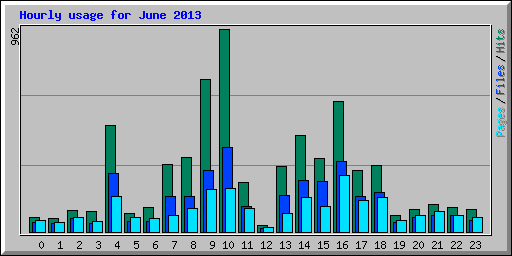 Hourly usage for June 2013
962
Pages/Files/Hits
0 1 2 3 4 5 6 7 8 9 10 11 12 13 14 15 16 17 18 19 20 21 22 23